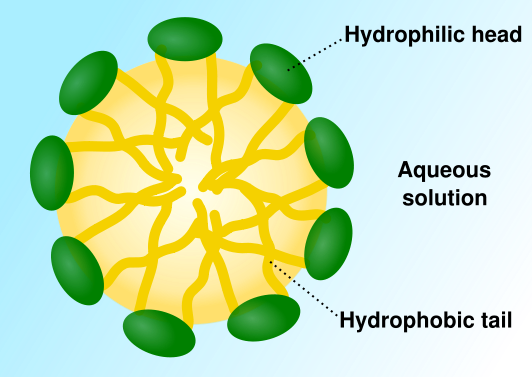 Hydrophilic head
Aqueous
solution
Hydrophobic tail